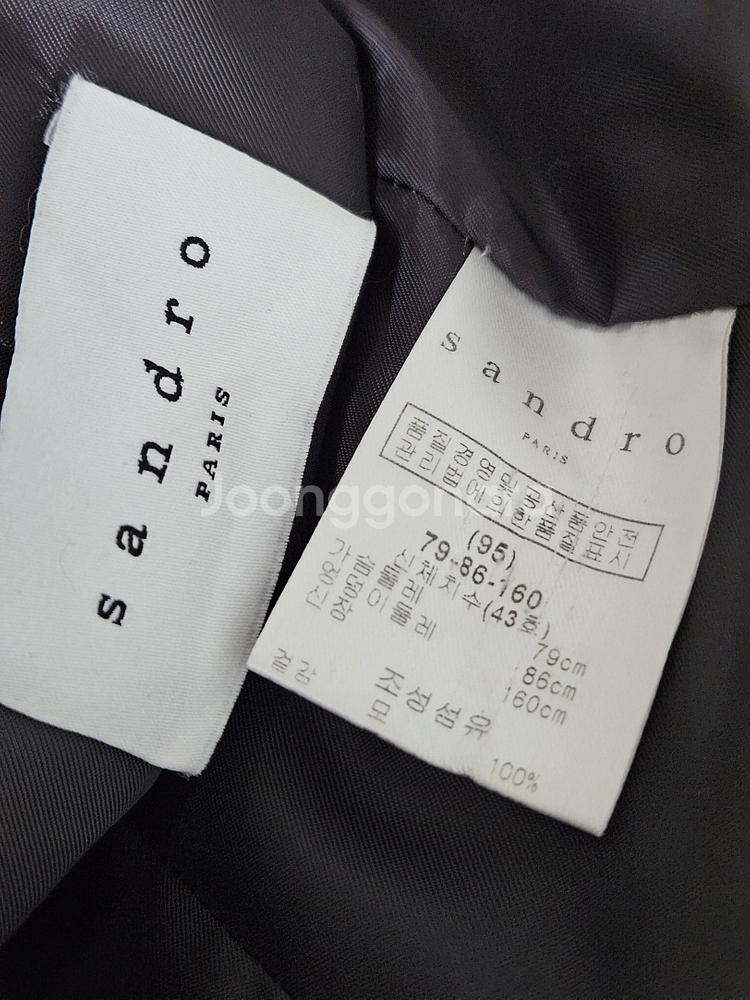 sandro
PARIS
sandro
PARIS
품질경영 및 공산품안전
관리법에 의한 품질표시
(95)
79-86-160
신체치수(43호)
가슴둘레 79cm
엉덩이둘레 86cm
신장 160cm
조성섬유
겉감 모 100%
Joonggonara